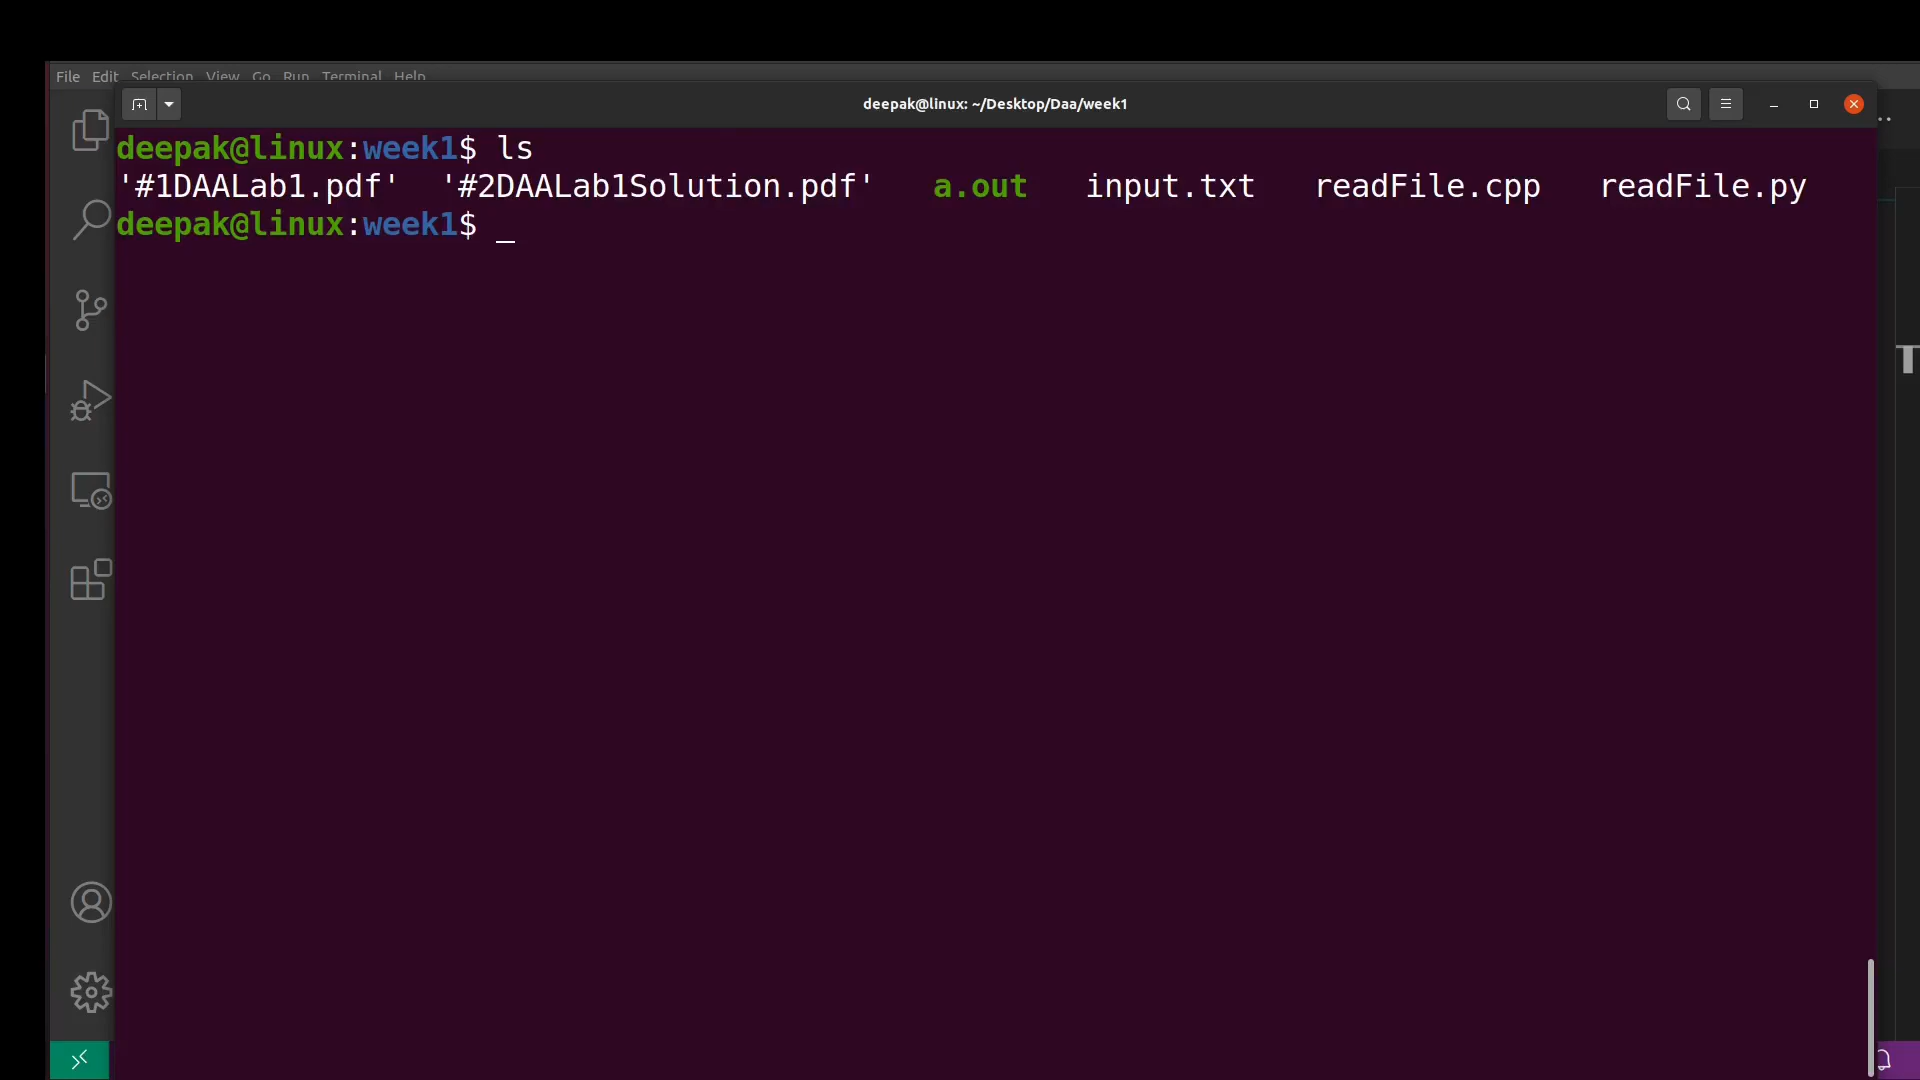 File Edit Selection View Go Run Terminal Help
deepak@linux: ~/Desktop/Daa/week1
deepak@linux:week1$ ls
'#1DAALab1.pdf' '#2DAALab1Solution.pdf' a.out input.txt readFile.cpp readFile.py
deepak@linux:week1$ _